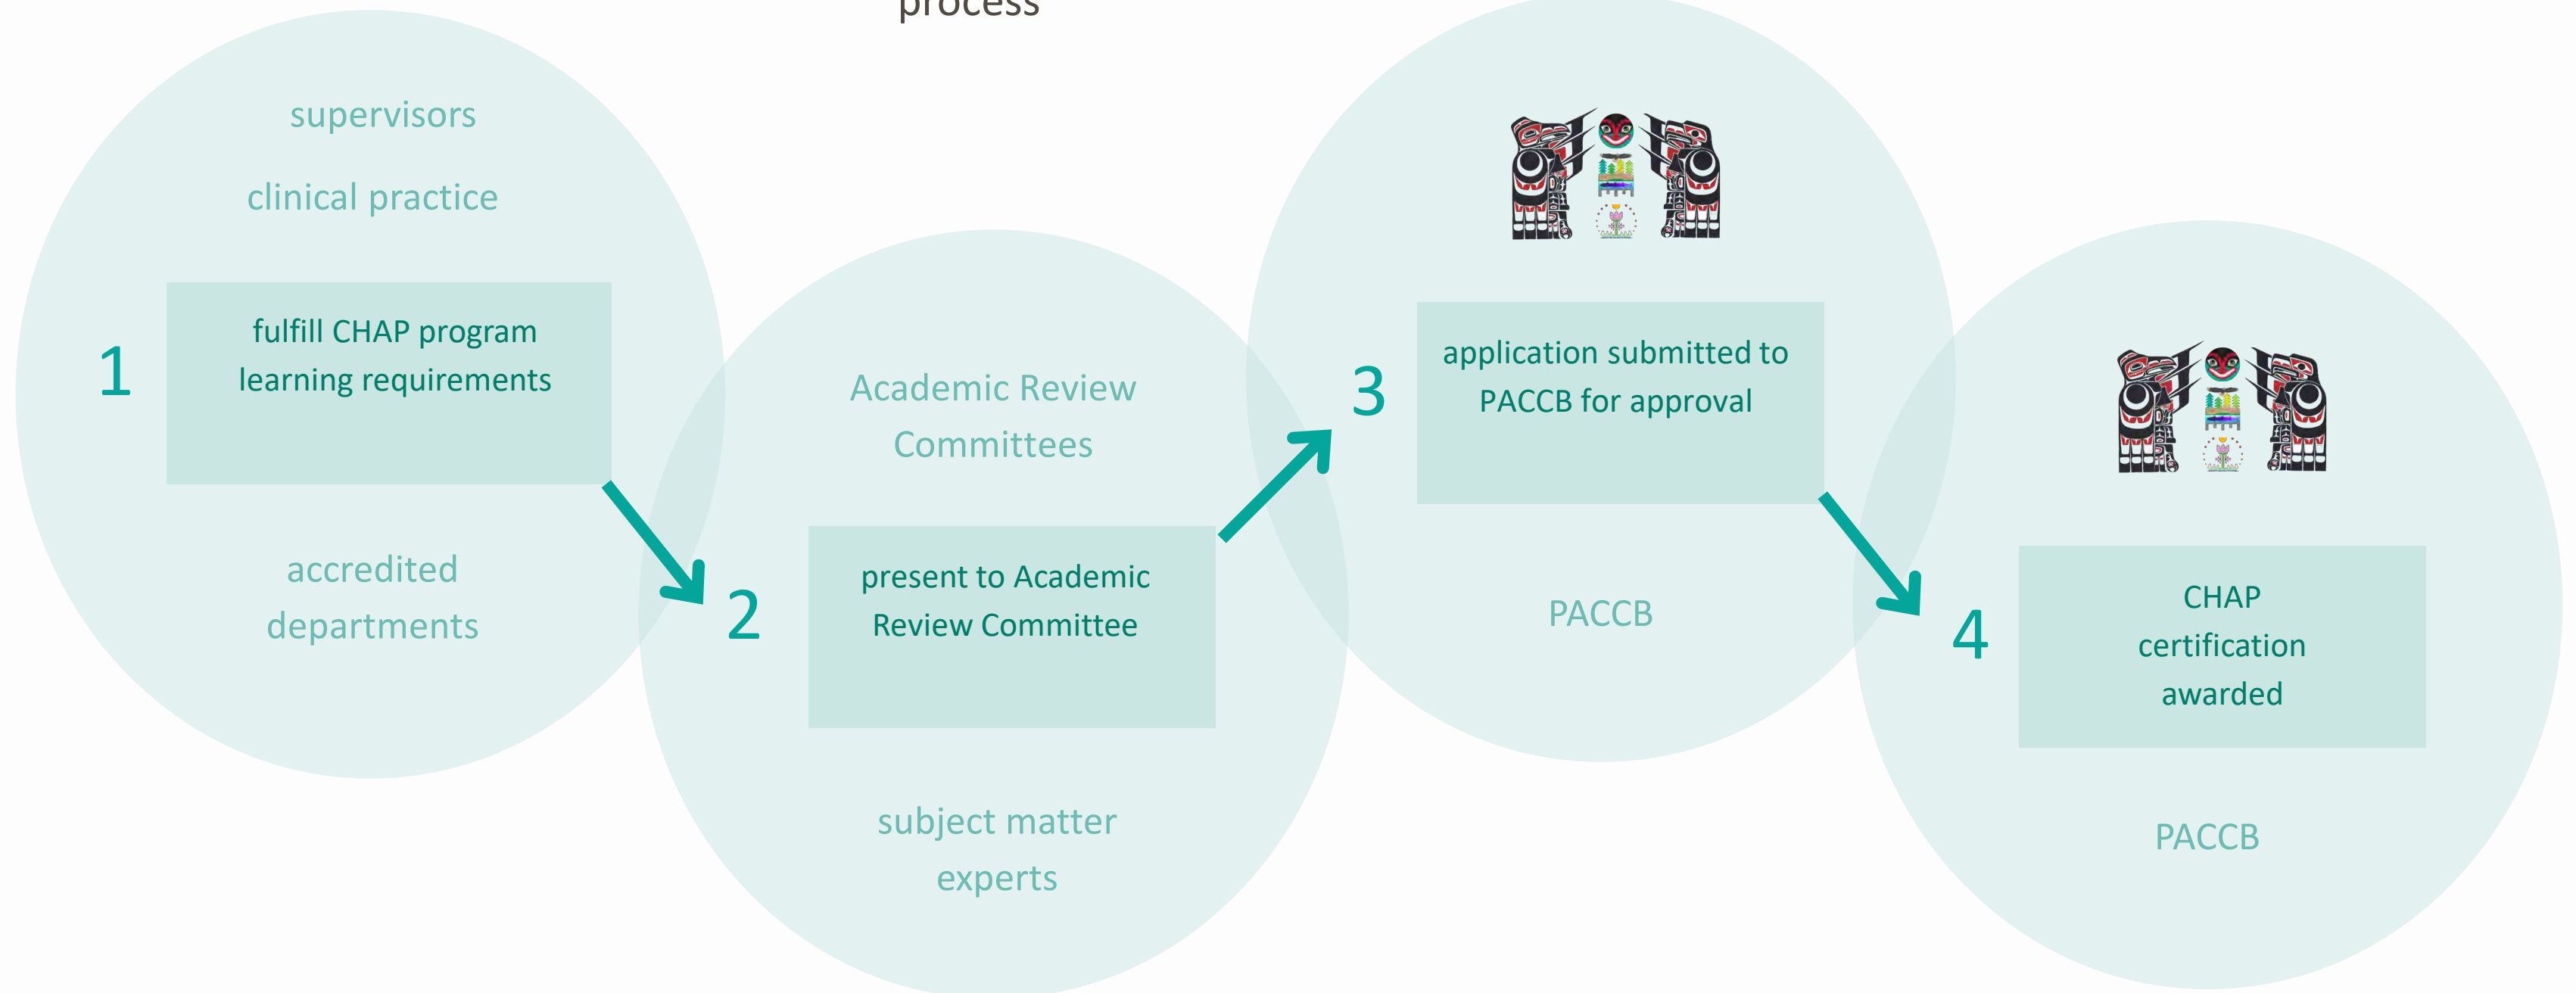 process
supervisors
clinical practice
1
fulfill CHAP program
learning requirements
accredited
departments
Academic Review
Committees
2
present to Academic
Review Committee
subject matter
experts
3
application submitted to
PACCB for approval
PACCB
4
CHAP
certification
awarded
PACCB